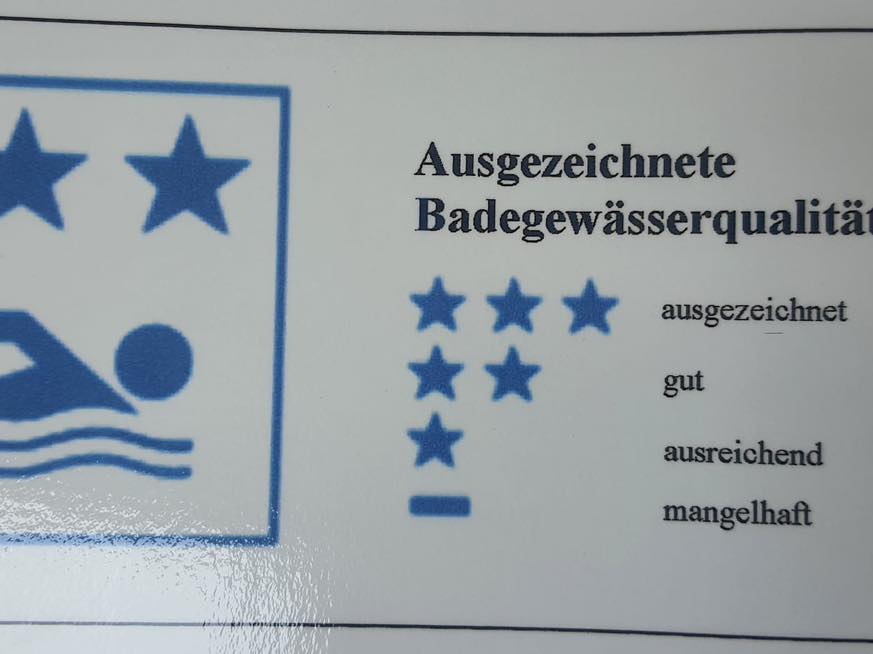 Ausgezeichnete
Badegewässerqualität
ausgezeichnet
gut
ausreichend
mangelhaft